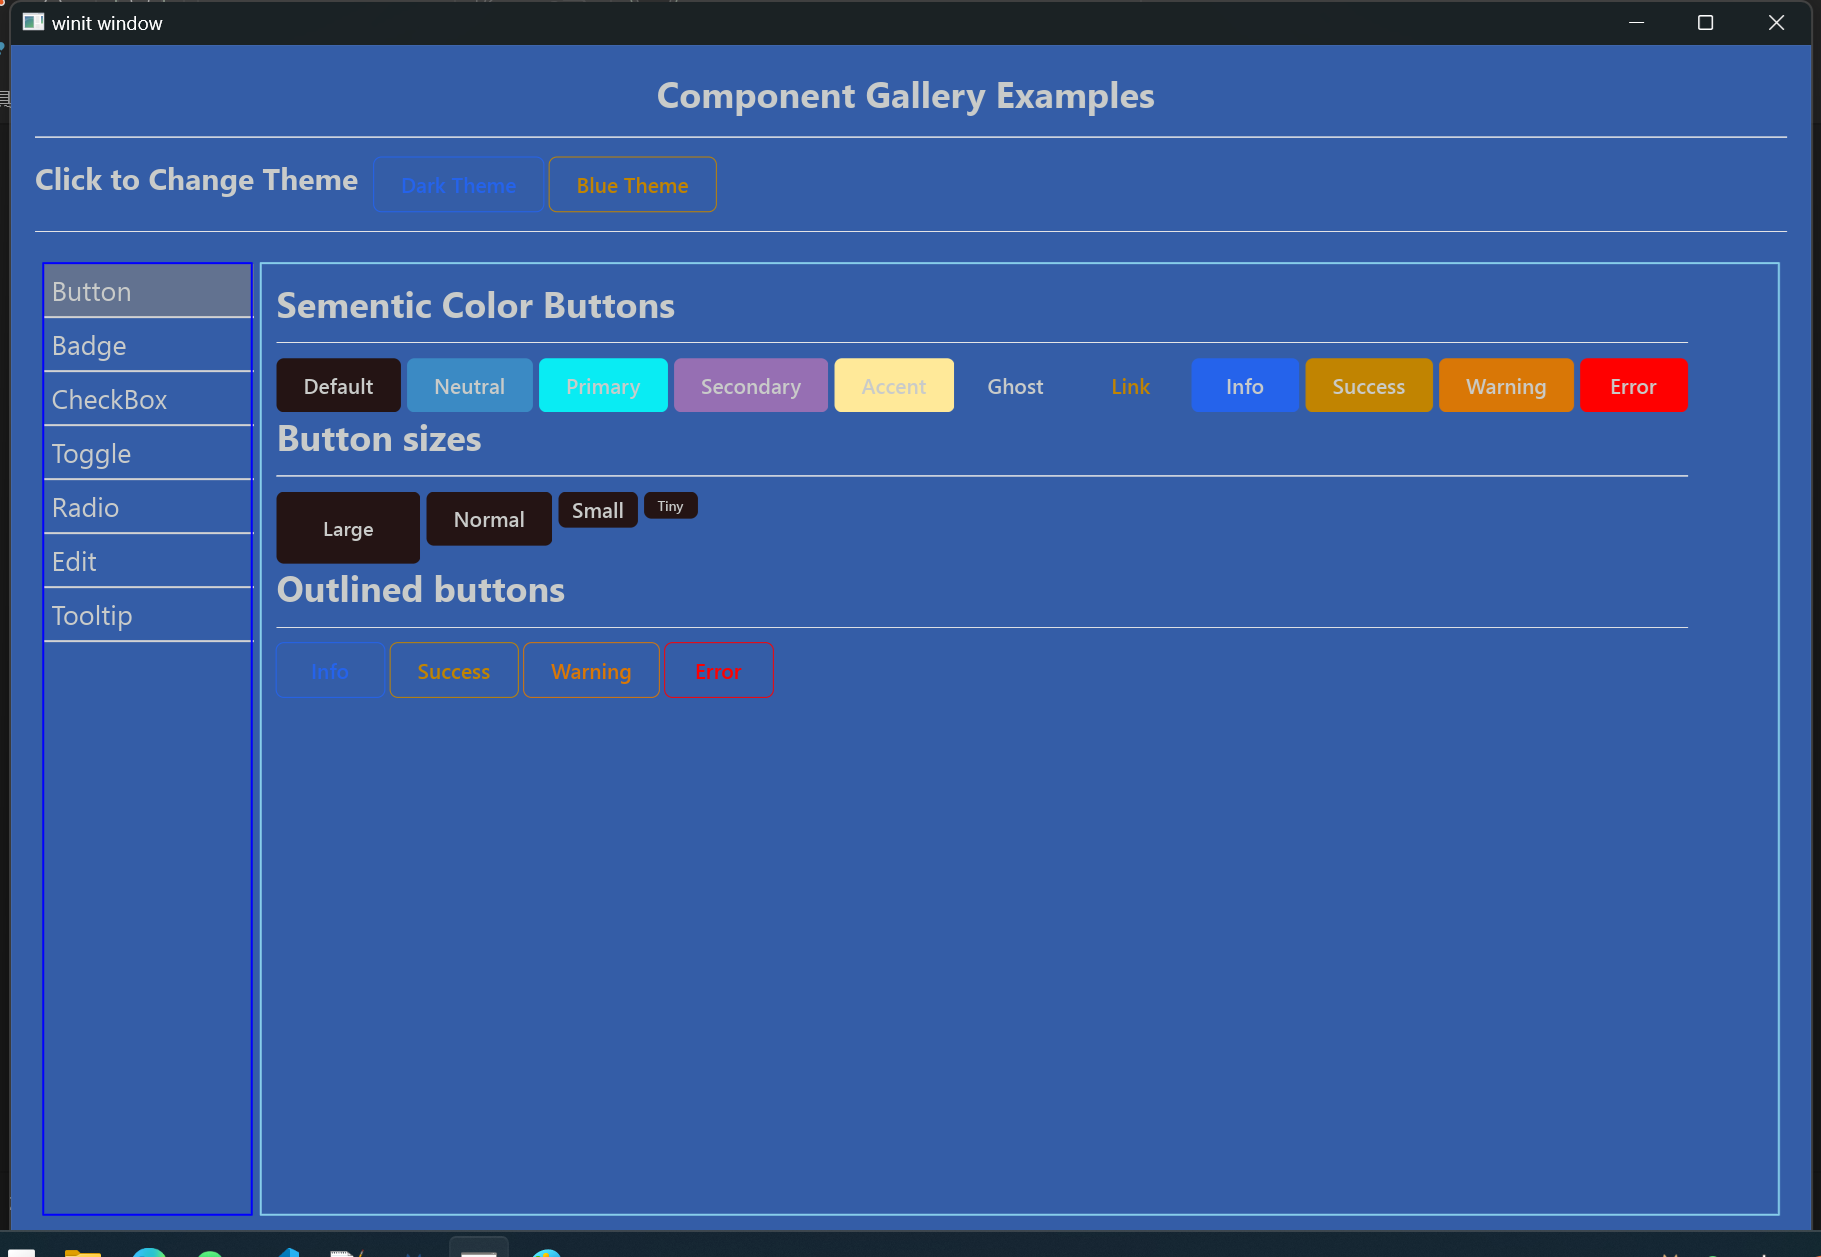 winit window
Component Gallery Examples
Click to Change Theme Dark Theme Blue Theme
Button
Badge
CheckBox
Toggle
Radio
Edit
Tooltip
Sementic Color Buttons
Default Neutral Primary Secondary Accent Ghost Link Info Success Warning Error
Button sizes
Large Normal Small Tiny
Outlined buttons
Info Success Warning Error